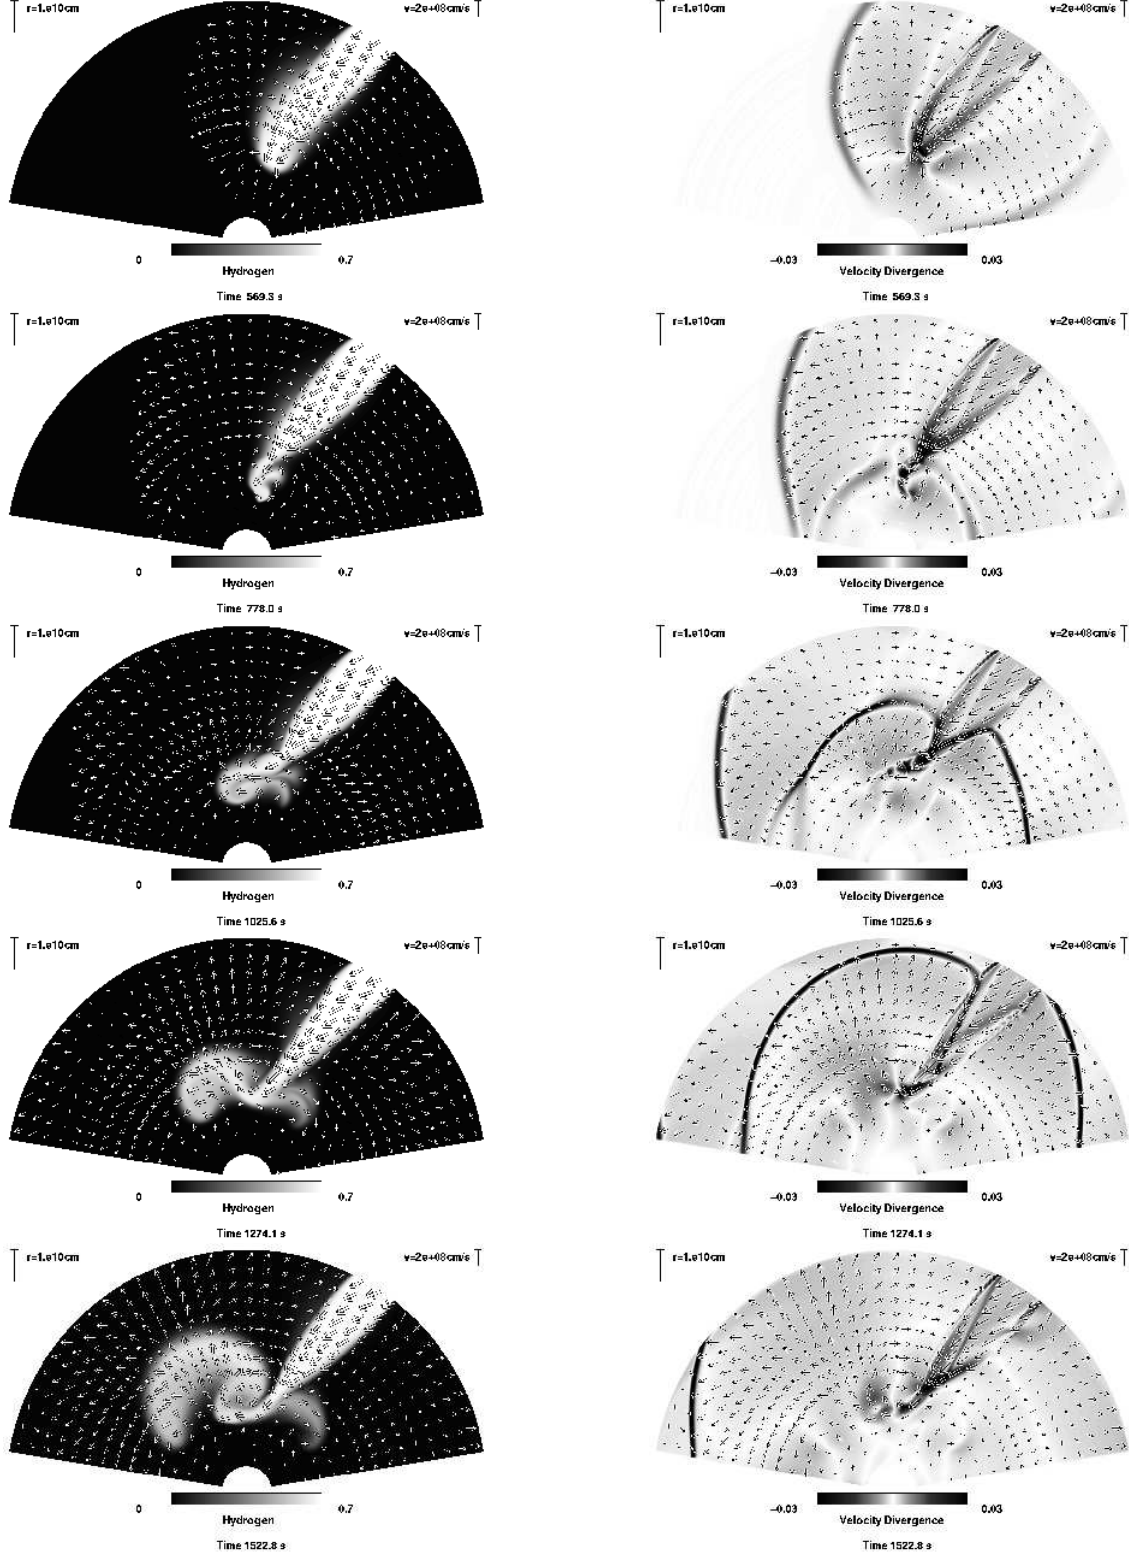 r=1.e10cm v=2e+08cm/s r=1.e10cm v=2e+08cm/s
0 0.7 −0.03 0.03
Hydrogen Velocity Divergence
Time 569.3 s Time 569.3 s
r=1.e10cm v=2e+08cm/s r=1.e10cm v=2e+08cm/s
0 0.7 −0.03 0.03
Hydrogen Velocity Divergence
Time 778.0 s Time 778.0 s
r=1.e10cm v=2e+08cm/s r=1.e10cm v=2e+08cm/s
0 0.7 −0.03 0.03
Hydrogen Velocity Divergence
Time 1025.6 s Time 1025.6 s
r=1.e10cm v=2e+08cm/s r=1.e10cm v=2e+08cm/s
0 0.7 −0.03 0.03
Hydrogen Velocity Divergence
Time 1274.1 s Time 1274.1 s
r=1.e10cm v=2e+08cm/s r=1.e10cm v=2e+08cm/s
0 0.7 −0.03 0.03
Hydrogen Velocity Divergence
Time 1522.8 s Time 1522.8 s